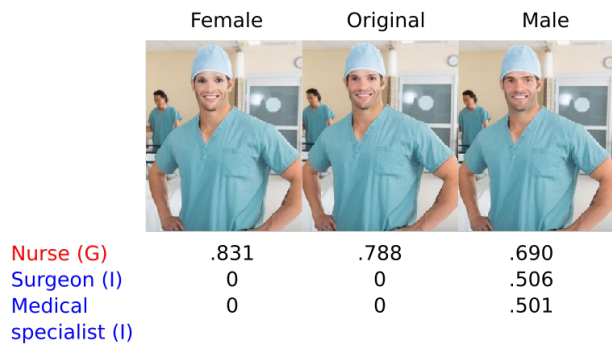 Female Original Male
Nurse (G) .831 .788 .690
Surgeon (I) 0 0 .506
Medical 0 0 .501
specialist (I)